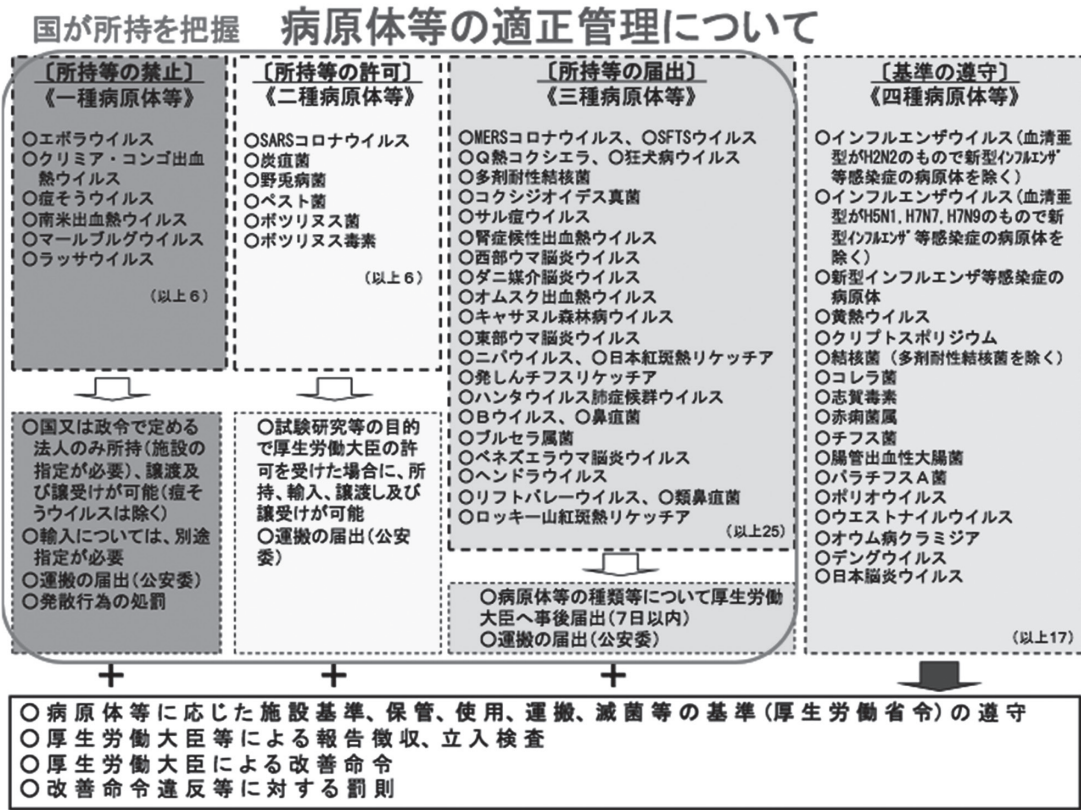 国が所持を把握 病原体等の適正管理について
〔所持等の禁止〕
《一種病原体等》
○エボラウイルス
○クリミア・コンゴ出血
熱ウイルス
○痘そうウイルス
○南米出血熱ウイルス
○マールブルグウイルス
○ラッサウイルス
(以上6)
○国又は政令で定める
法人のみ所持(施設の
指定が必要)、譲渡及
び譲受けが可能(痘そ
うウイルスは除く)
○輸入については、別途
指定が必要
○運搬の届出(公安委)
○発散行為の処罰
〔所持等の許可〕
《二種病原体等》
○SARSコロナウイルス
○炭疽菌
○野兎病菌
○ペスト菌
○ボツリヌス菌
○ボツリヌス毒素
(以上6)
○試験研究等の目的
で厚生労働大臣の許
可を受けた場合に、所
持、輸入、譲渡し及び
譲受けが可能
○運搬の届出(公安
委)
〔所持等の届出〕
《三種病原体等》
○MERSコロナウイルス、○SFTSウイルス
○Q熱コクシエラ、○狂犬病ウイルス
○多剤耐性結核菌
○コクシジオイデス真菌
○サル痘ウイルス
○腎症候性出血熱ウイルス
○西部ウマ脳炎ウイルス
○ダニ媒介脳炎ウイルス
○オムスク出血熱ウイルス
○キャサヌル森林病ウイルス
○東部ウマ脳炎ウイルス
○ニパウイルス、○日本紅斑熱リケッチア
○発しんチフスリケッチア
○ハンタウイルス肺症候群ウイルス
○Bウイルス、○鼻疽菌
○ブルセラ属菌
○ベネズエラウマ脳炎ウイルス
○ヘンドラウイルス
○リフトバレーウイルス、○類鼻疽菌
○ロッキー山紅斑熱リケッチア
(以上25)
○病原体等の種類等について厚生労働
大臣へ事後届出(7日以内)
○運搬の届出(公安委)
〔基準の遵守〕
《四種病原体等》
○インフルエンザウイルス(血清亜
型がH2N2のもので新型インフルエンザ
等感染症の病原体を除く)
○インフルエンザウイルス(血清亜
型がH5N1,H7N7,H7N9のもので新
型インフルエンザ等感染症の病原体を
除く)
○新型インフルエンザ等感染症の
病原体
○黄熱ウイルス
○クリプトスポリジウム
○結核菌(多剤耐性結核菌を除く)
○コレラ菌
○志賀毒素
○赤痢菌属
○チフス菌
○腸管出血性大腸菌
○パラチフスA菌
○ポリオウイルス
○ウエストナイルウイルス
○オウム病クラミジア
○デングウイルス
○日本脳炎ウイルス
(以上17)
+ + +
○病原体等に応じた施設基準、保管、使用、運搬、滅菌等の基準(厚生労働省令)の遵守
○厚生労働大臣等による報告徴収、立入検査
○厚生労働大臣による改善命令
○改善命令違反等に対する罰則